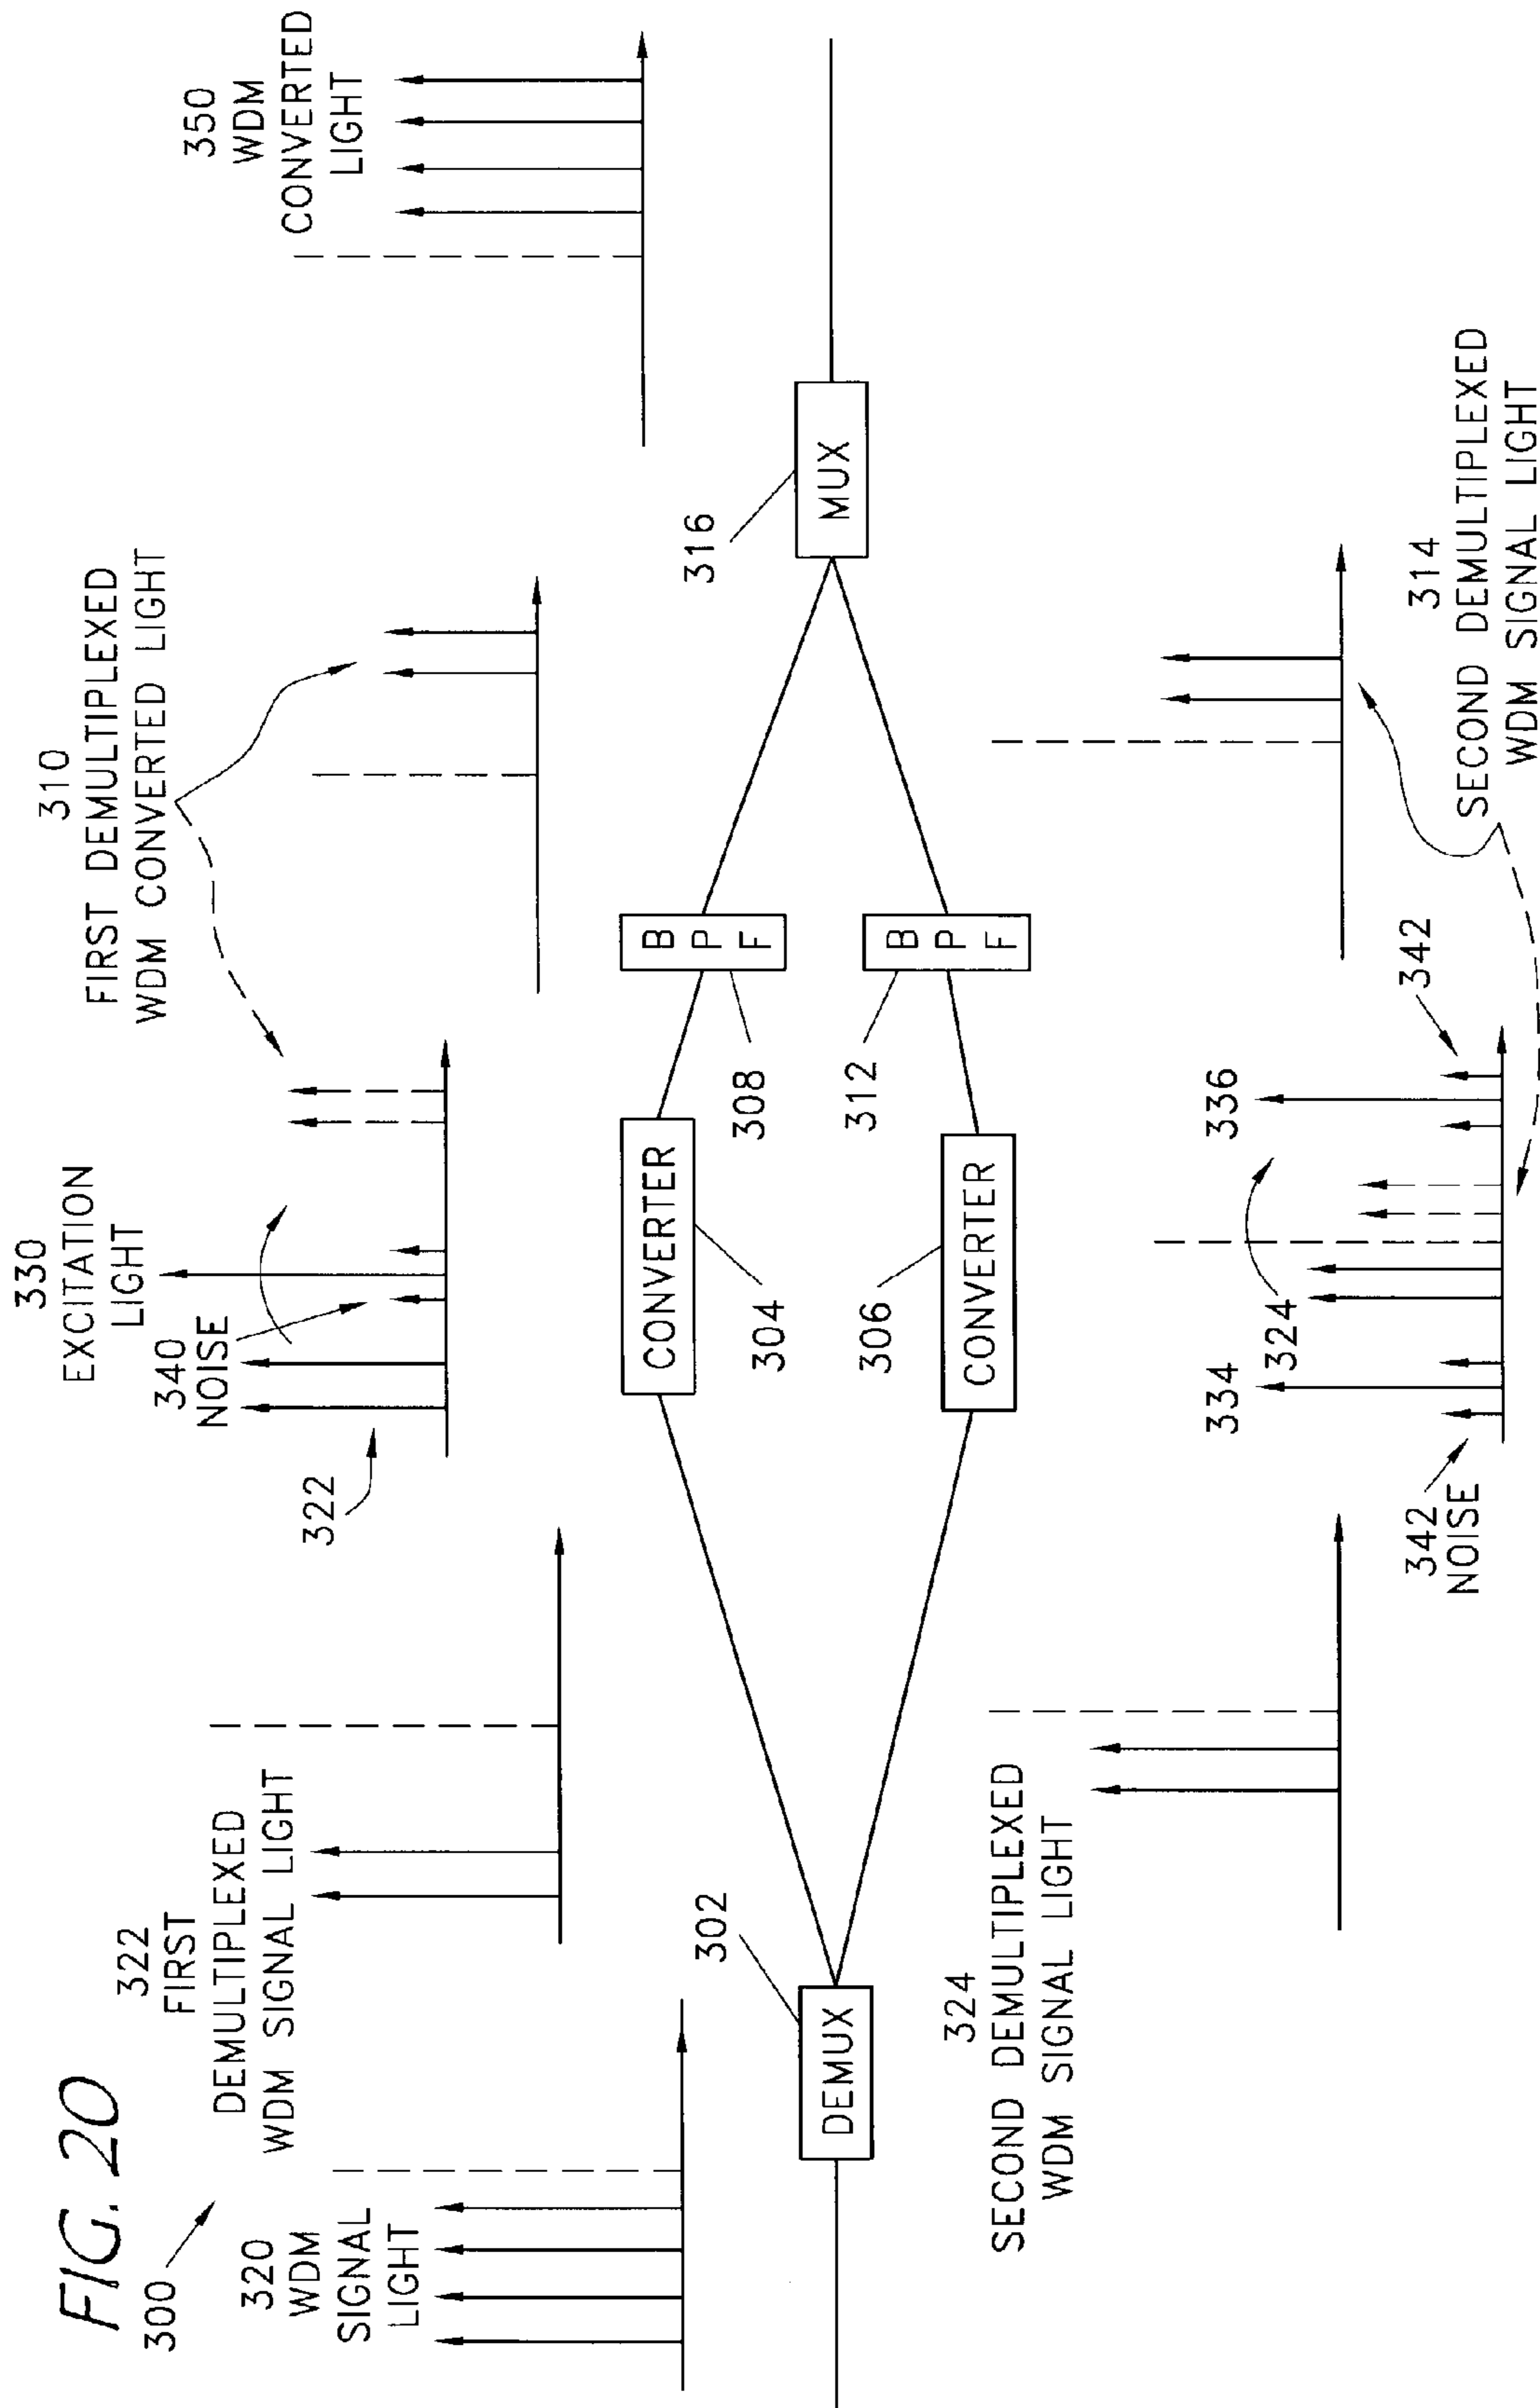 FIG. 20
300
320
WDM
SIGNAL
LIGHT
322
FIRST
DEMULTIPLEXED
WDM SIGNAL LIGHT
322
330
EXCITATION
LIGHT
340
NOISE
310
FIRST DEMULTIPLEXED
WDM CONVERTED LIGHT
350
WDM
CONVERTED
LIGHT
DEMUX
302
CONVERTER
304
CONVERTER
306
B
P
F
308
B
P
F
312
MUX
316
324
SECOND DEMULTIPLEXED
WDM SIGNAL LIGHT
334
324
336
342
NOISE
342
314
SECOND DEMULTIPLEXED
WDM SIGNAL LIGHT